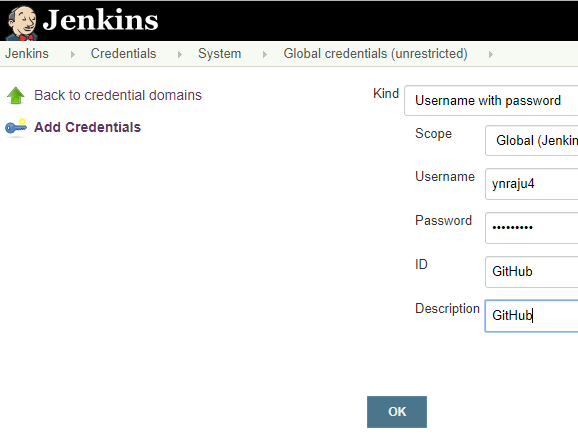 Jenkins
Jenkins Credentials System Global credentials (unrestricted)
Back to credential domains
Add Credentials
Kind Username with password
Scope Global (Jenkin
Username ynraju4
Password •••••••••
ID GitHub
Description GitHub
OK